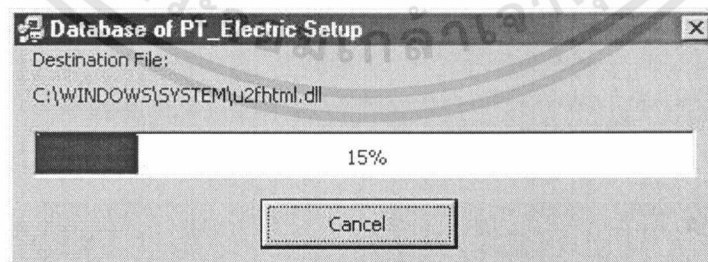 Database of PT_Electric Setup
Destination File:
C:\WINDOWS\SYSTEM\u2fhtml.dll
15%
Cancel